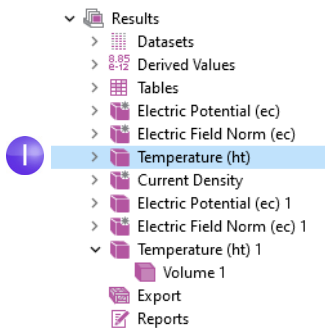 Results
Datasets
8.85
e-12 Derived Values
Tables
Electric Potential (ec)
Electric Field Norm (ec)
I Temperature (ht)
Current Density
Electric Potential (ec) 1
Electric Field Norm (ec) 1
Temperature (ht) 1
Volume 1
Export
Reports